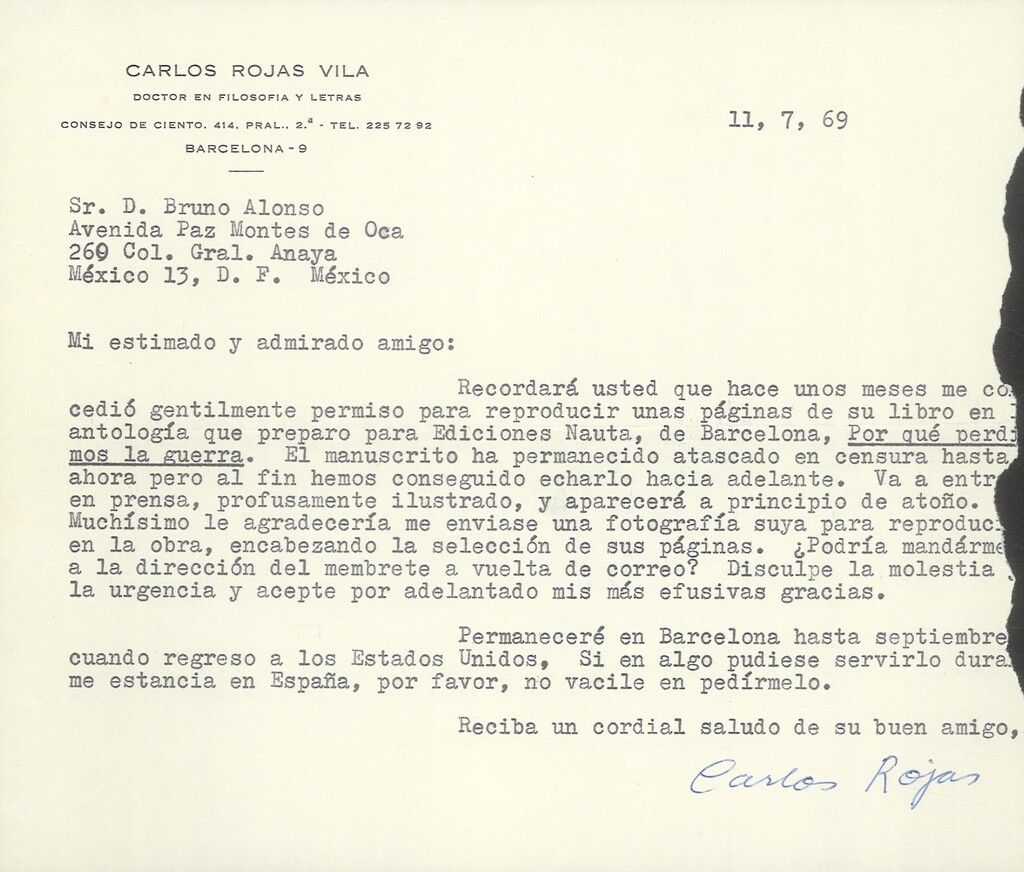 CARLOS ROJAS VILA
DOCTOR EN FILOSOFIA Y LETRAS
CONSEJO DE CIENTO, 414, PRAL., 2.ª - TEL. 225 72 92
BARCELONA - 9
11, 7, 69
Sr. D. Bruno Alonso
Avenida Paz Montes de Oca
269 Col. Gral. Anaya
México 13, D. F. México
Mi estimado y admirado amigo:
Recordará usted que hace unos meses me co
cedió gentilmente permiso para reproducir unas páginas de su libro en
antología que preparo para Ediciones Nauta, de Barcelona, Por qué perdi
mos la guerra. El manuscrito ha permanecido atascado en censura hasta
ahora pero al fin hemos conseguido echarlo hacia adelante. Va a entr
en prensa, profusamente ilustrado, y aparecerá a principio de atoño.
Muchísimo le agradecería me enviase una fotografía suya para reproduci
en la obra, encabezando la selección de sus páginas. ¿Podría mandárme
a la dirección del membrete a vuelta de correo? Disculpe la molestia
la urgencia y acepte por adelantado mis más efusivas gracias.
Permaneceré en Barcelona hasta septiembre
cuando regreso a los Estados Unidos, Si en algo pudiese servirlo dura
me estancia en España, por favor, no vacile en pedírmelo.
Reciba un cordial saludo de su buen amigo,
Carlos Rojas